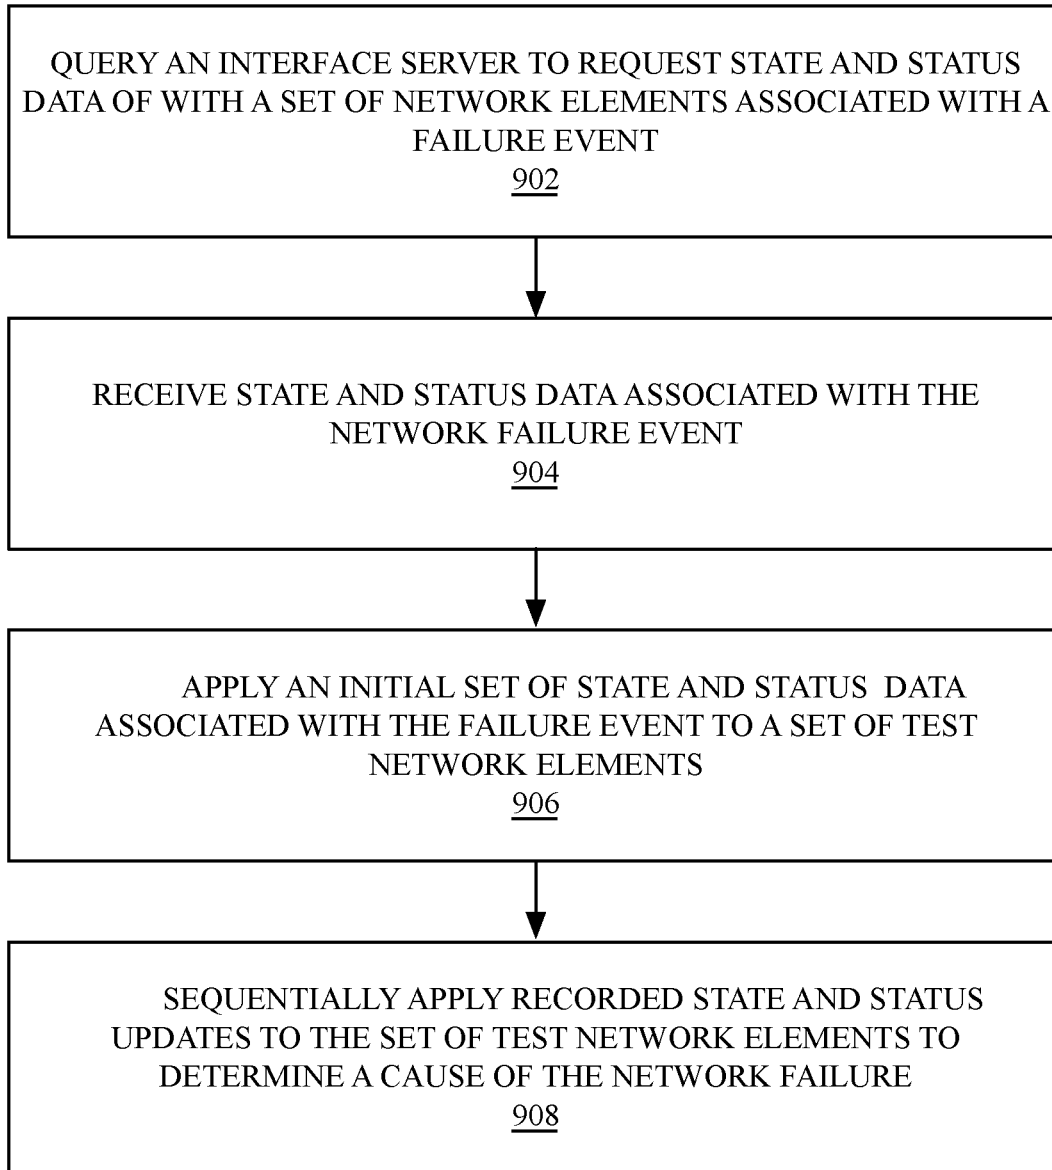 QUERY AN INTERFACE SERVER TO REQUEST STATE AND STATUS
DATA OF WITH A SET OF NETWORK ELEMENTS ASSOCIATED WITH A
FAILURE EVENT
902
RECEIVE STATE AND STATUS DATA ASSOCIATED WITH THE
NETWORK FAILURE EVENT
904
APPLY AN INITIAL SET OF STATE AND STATUS DATA
ASSOCIATED WITH THE FAILURE EVENT TO A SET OF TEST
NETWORK ELEMENTS
906
SEQUENTIALLY APPLY RECORDED STATE AND STATUS
UPDATES TO THE SET OF TEST NETWORK ELEMENTS TO
DETERMINE A CAUSE OF THE NETWORK FAILURE
908